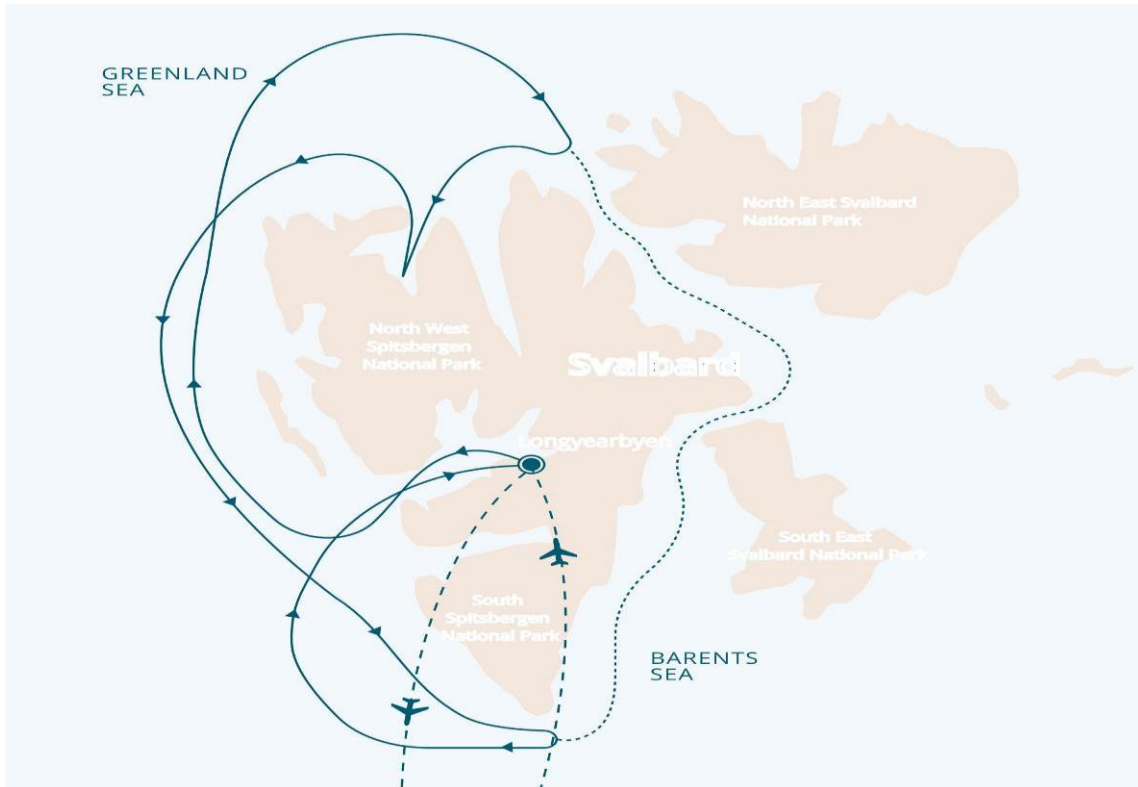 GREENLAND
SEA
North East Svalbard
National Park
North West
Spitsbergen
National Park
Svalbard
Longyearbyen
South East
Svalbard National Park
South
Spitsbergen
National Park
BARENTS
SEA